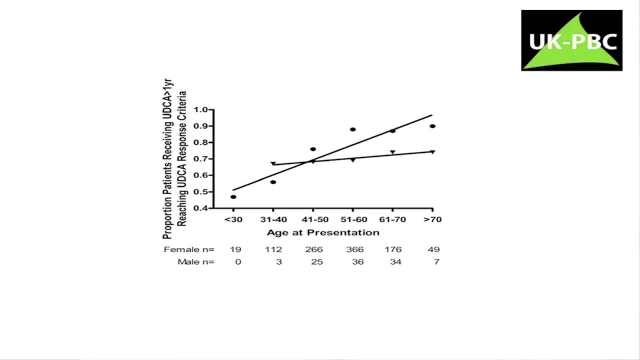 UK-PBC
Proportion Patients Receiving UDCA>1yr
Reaching UDCA Response Criteria
1.0
0.9
0.8
0.7
0.6
0.5
0.4
<30 31-40 41-50 51-60 61-70 >70
Age at Presentation
Female n= 19 112 266 366 176 49
Male n= 0 3 25 36 34 7